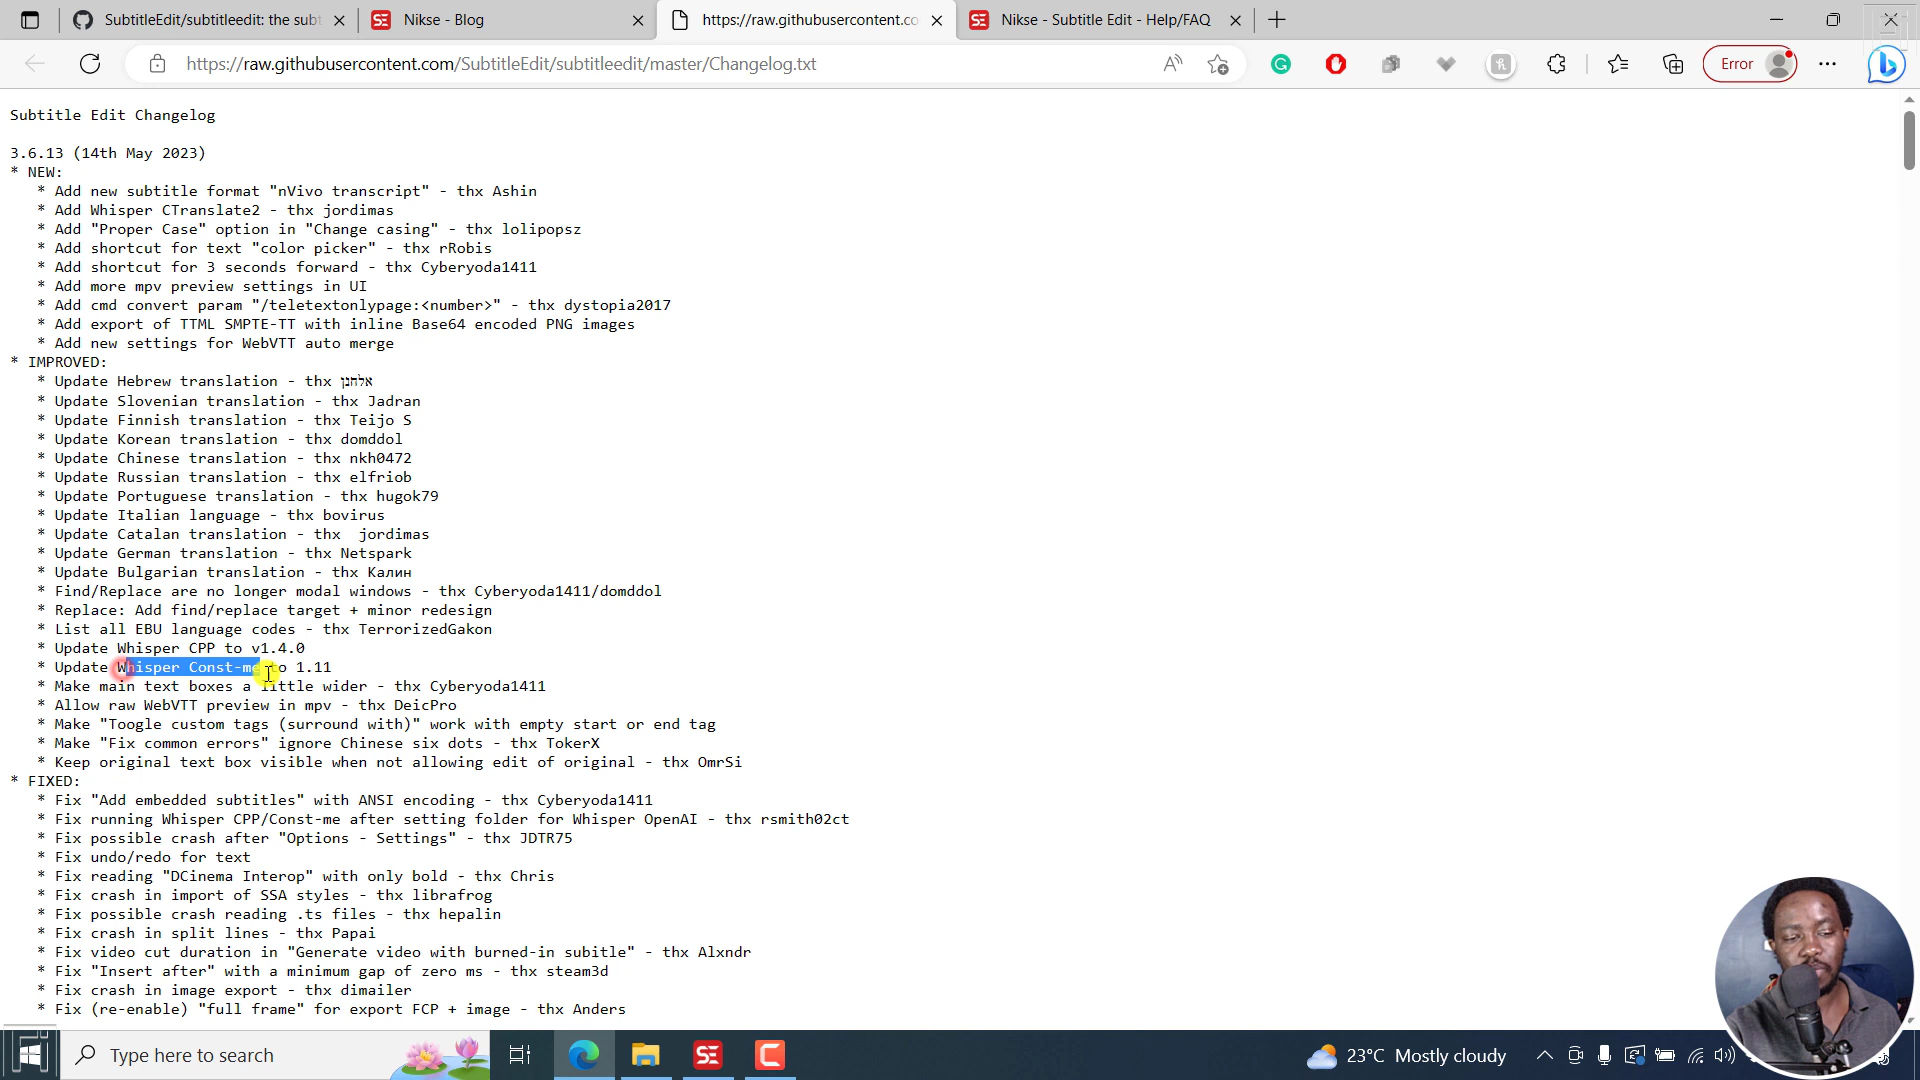 SubtitleEdit/subtitleedit: the subt
Nikse - Blog
https://raw.githubusercontent.co
Nikse - Subtitle Edit - Help/FAQ
https://raw.githubusercontent.com/SubtitleEdit/subtitleedit/master/Changelog.txt
Error
Subtitle Edit Changelog
3.6.13 (14th May 2023)
* NEW:
* Add new subtitle format "nVivo transcript" - thx Ashin
* Add Whisper CTranslate2 - thx jordimas
* Add "Proper Case" option in "Change casing" - thx lolipopsz
* Add shortcut for text "color picker" - thx rRobis
* Add shortcut for 3 seconds forward - thx Cyberyoda1411
* Add more mpv preview settings in UI
* Add cmd convert param "/teletextonlypage:<number>" - thx dystopia2017
* Add export of TTML SMPTE-TT with inline Base64 encoded PNG images
* Add new settings for WebVTT auto merge
* IMPROVED:
* Update Hebrew translation - thx אלחנן
* Update Slovenian translation - thx Jadran
* Update Finnish translation - thx Teijo S
* Update Korean translation - thx domddol
* Update Chinese translation - thx nkh0472
* Update Russian translation - thx elfriob
* Update Portuguese translation - thx hugok79
* Update Italian language - thx bovirus
* Update Catalan translation - thx  jordimas
* Update German translation - thx Netspark
* Update Bulgarian translation - thx Калин
* Find/Replace are no longer modal windows - thx Cyberyoda1411/domddol
* Replace: Add find/replace target + minor redesign
* List all EBU language codes - thx TerrorizedGakon
* Update Whisper CPP to v1.4.0
* Update Whisper Const-me to 1.11
* Make main text boxes a little wider - thx Cyberyoda1411
* Allow raw WebVTT preview in mpv - thx DeicPro
* Make "Toogle custom tags (surround with)" work with empty start or end tag
* Make "Fix common errors" ignore Chinese six dots - thx TokerX
* Keep original text box visible when not allowing edit of original - thx OmrSi
* FIXED:
* Fix "Add embedded subtitles" with ANSI encoding - thx Cyberyoda1411
* Fix running Whisper CPP/Const-me after setting folder for Whisper OpenAI - thx rsmith02ct
* Fix possible crash after "Options - Settings" - thx JDTR75
* Fix undo/redo for text
* Fix reading "DCinema Interop" with only bold - thx Chris
* Fix crash in import of SSA styles - thx librafrog
* Fix possible crash reading .ts files - thx hepalin
* Fix crash in split lines - thx Papai
* Fix video cut duration in "Generate video with burned-in subitle" - thx Alxndr
* Fix "Insert after" with a minimum gap of zero ms - thx steam3d
* Fix crash in image export - thx dimailer
* Fix (re-enable) "full frame" for export FCP + image - thx Anders
Type here to search
23°C Mostly cloudy